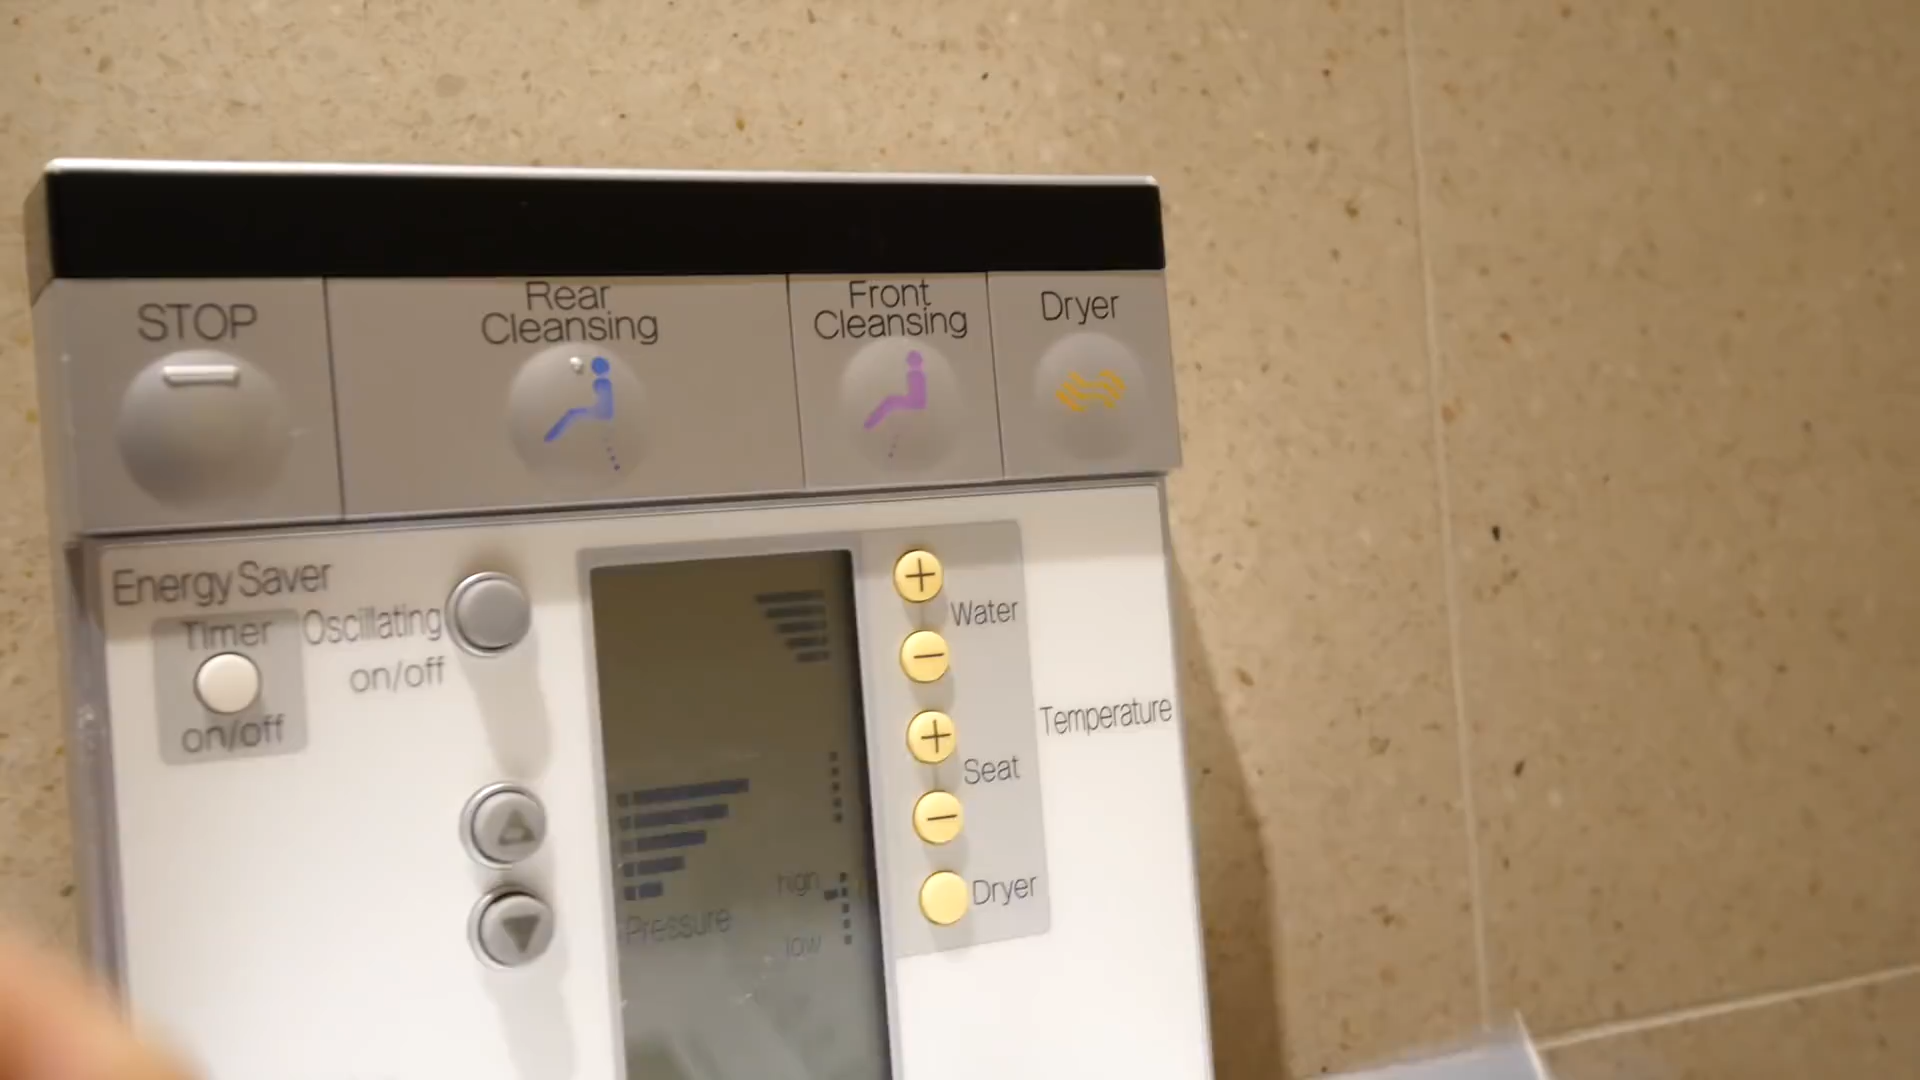 STOP
Rear
Cleansing
Front
Cleansing
Dryer
Energy Saver
Timer
on/off
Oscillating
on/off
Water
Seat
Dryer
Temperature
Pressure
high
low